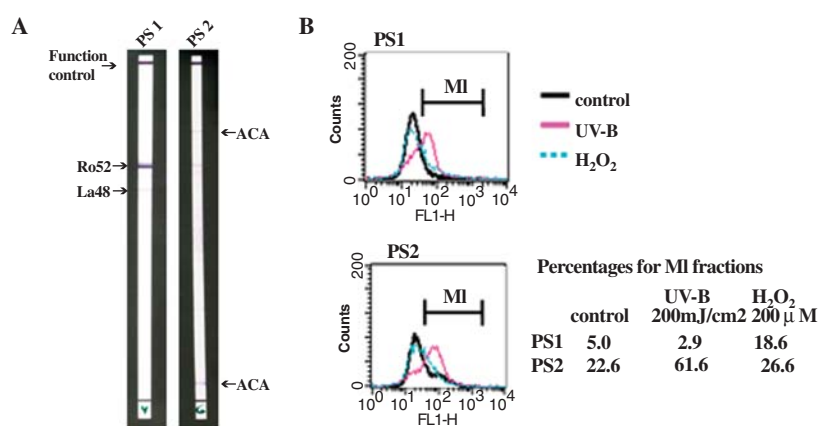 A
PS 1
PS 2
Function
control
ACA
Ro52
La48
ACA
Y
G
B
PS1
200
Counts
0
MI
10^0 10^1 10^2 10^3 10^4
FL1-H
control
UV-B
H₂O₂
PS2
200
Counts
0
MI
10^0 10^1 10^2 10^3 10^4
FL1-H
Percentages for MI fractions
UV-B H₂O₂
control 200mJ/cm2 200 μ M
PS1 5.0 2.9 18.6
PS2 22.6 61.6 26.6